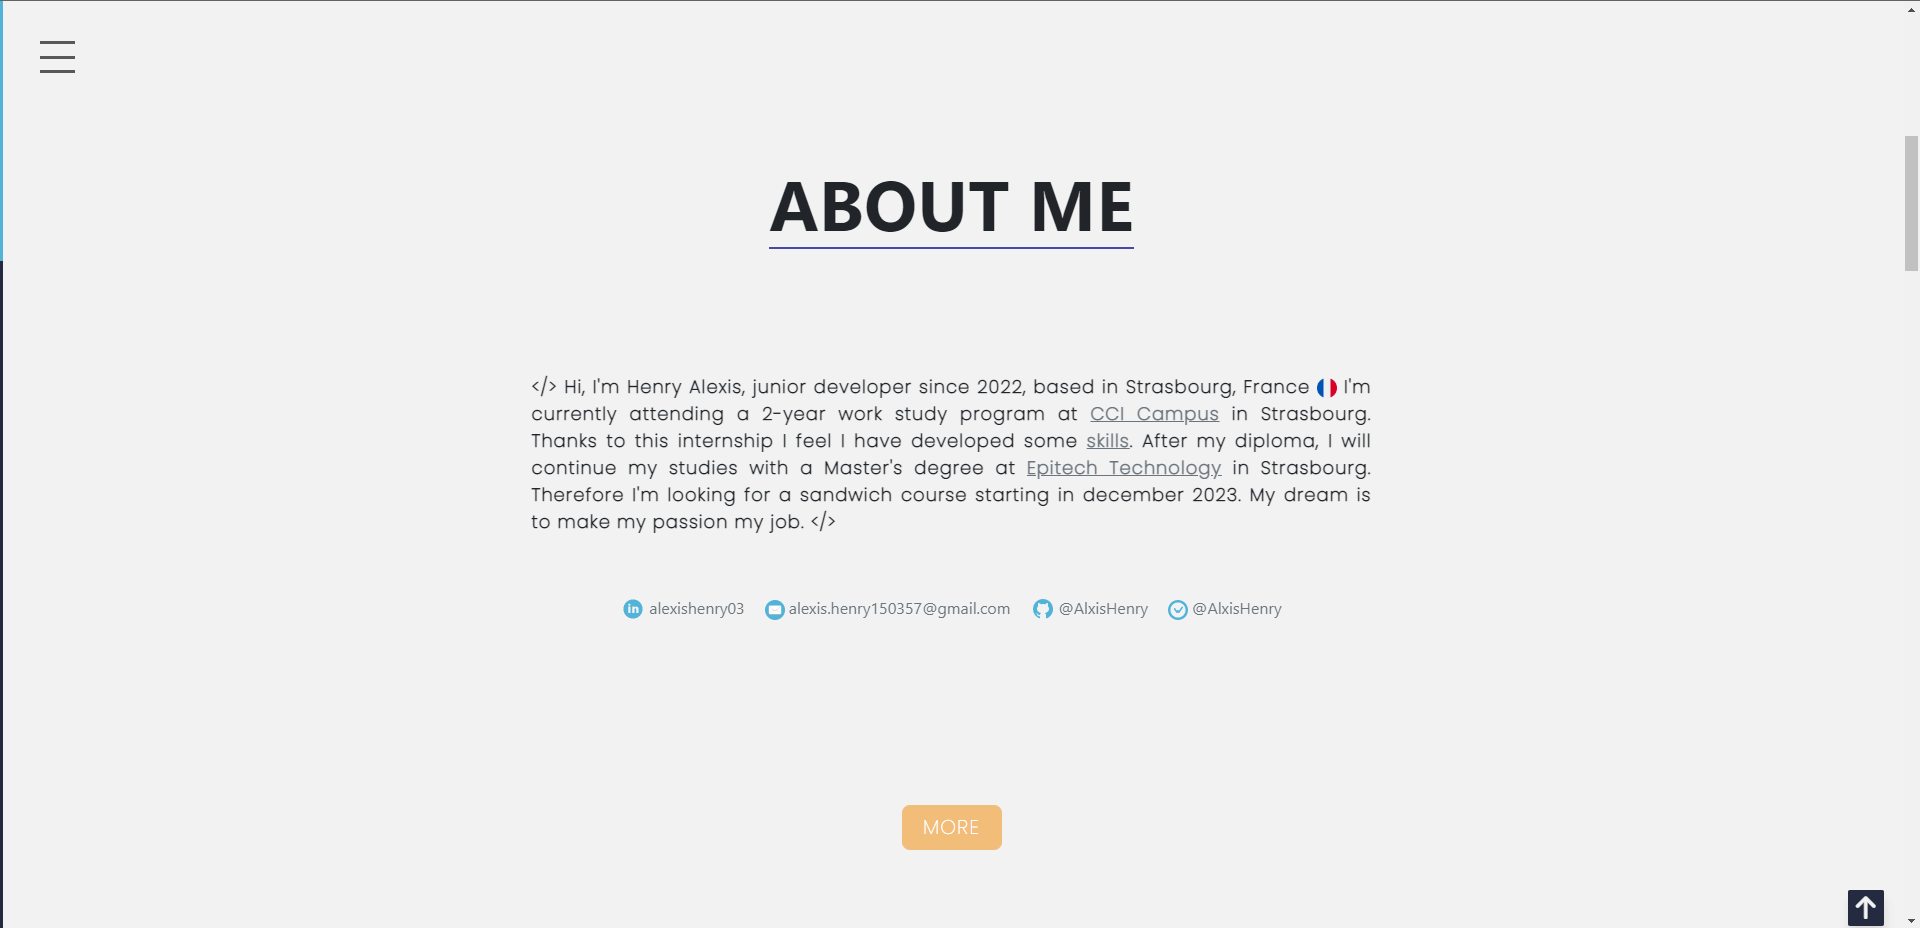 ABOUT ME
</> Hi, I'm Henry Alexis, junior developer since 2022, based in Strasbourg, France I'm
currently attending a 2-year work study program at CCI Campus in Strasbourg.
Thanks to this internship I feel I have developed some skills. After my diploma, I will
continue my studies with a Master's degree at Epitech Technology in Strasbourg.
Therefore I'm looking for a sandwich course starting in december 2023. My dream is
to make my passion my job. </>
in alexishenry03 alexis.henry150357@gmail.com @AlxisHenry @AlxisHenry
MORE